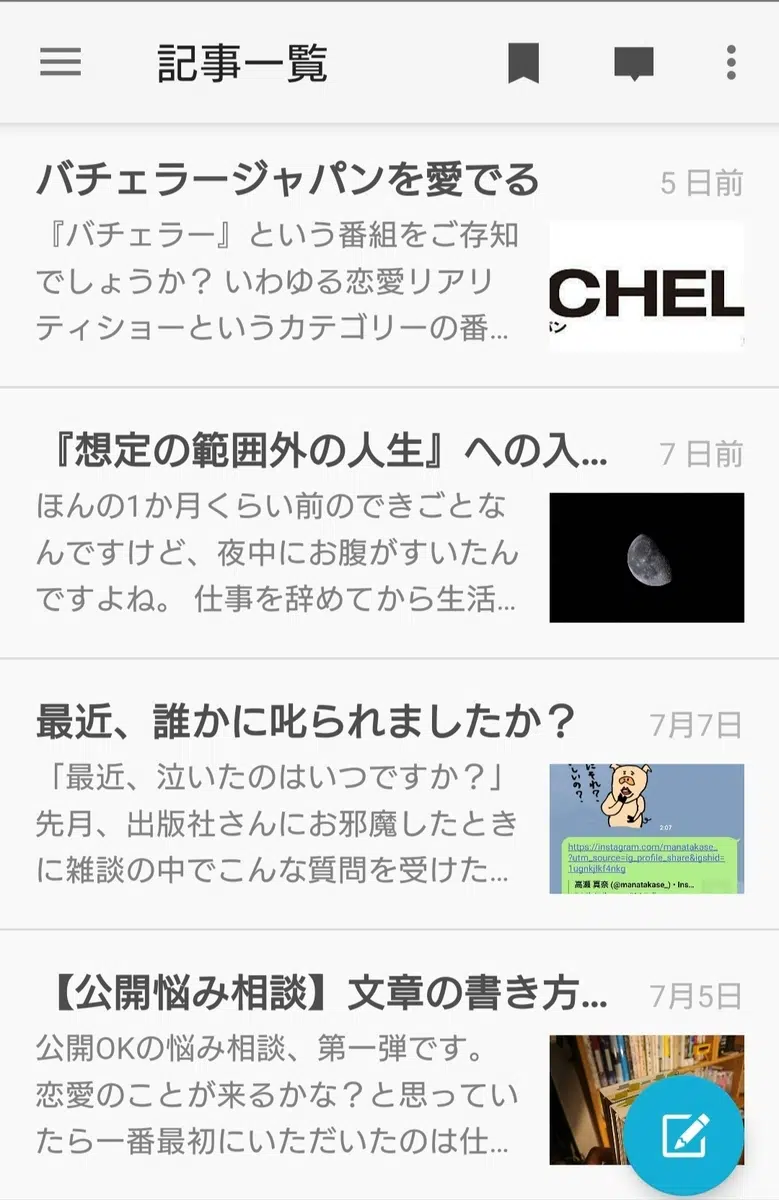 記事一覧
バチェラージャパンを愛でる
5 日前
『バチェラー』という番組をご存知
でしょうか? いわゆる恋愛リアリ
ティショーというカテゴリーの番…
CHEL
パン
『想定の範囲外の人生』への入…
7 日前
ほんの1か月くらい前のできごとな
んですけど、夜中にお腹がすいたん
ですよね。 仕事を辞めてから生活…
最近、誰かに叱られましたか?
7月7日
「最近、泣いたのはいつですか?」
先月、出版社さんにお邪魔したとき
に雑談の中でこんな質問を受けた…
にそれ?
しいの?
2:07
https://instagram.com/manatakase_
?utm_source=ig_profile_share&igshid=
1ugnkjlkf4nkg
高瀬 真奈 (@manatakase_)・Ins...
【公開悩み相談】文章の書き方…
7月5日
公開OKの悩み相談、第一弾です。
恋愛のことが来るかな?と思ってい
たら一番最初にいただいたのは仕…